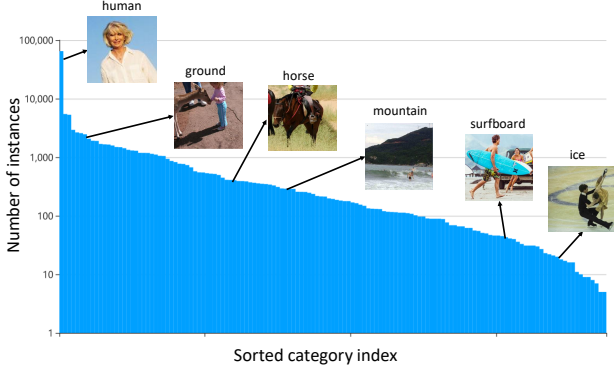 human
100,000
ground
horse
10,000
mountain
surfboard
1,000
ice
100
10
1
Number of instances
Sorted category index